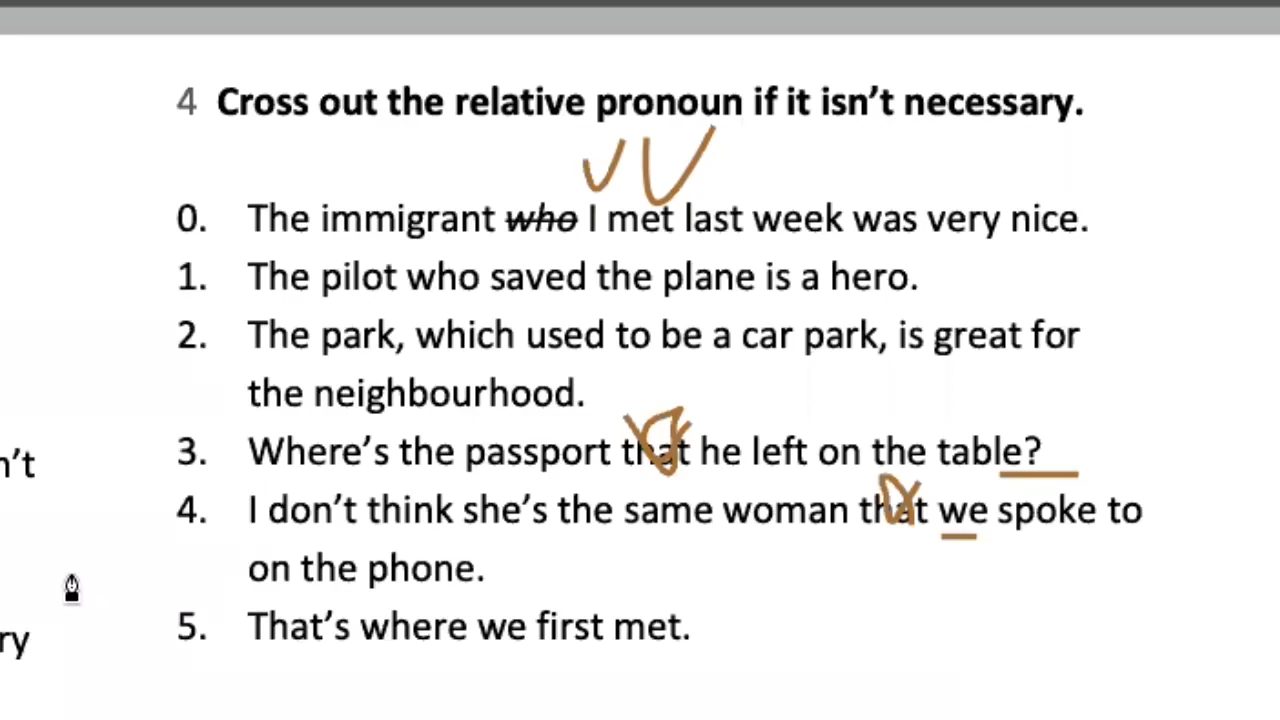 4 Cross out the relative pronoun if it isn't necessary.
0. The immigrant who I met last week was very nice.
1. The pilot who saved the plane is a hero.
2. The park, which used to be a car park, is great for
the neighbourhood.
3. Where's the passport that he left on the table?
n't
4. I don't think she's the same woman that we spoke to
on the phone.
5. That's where we first met.
ry